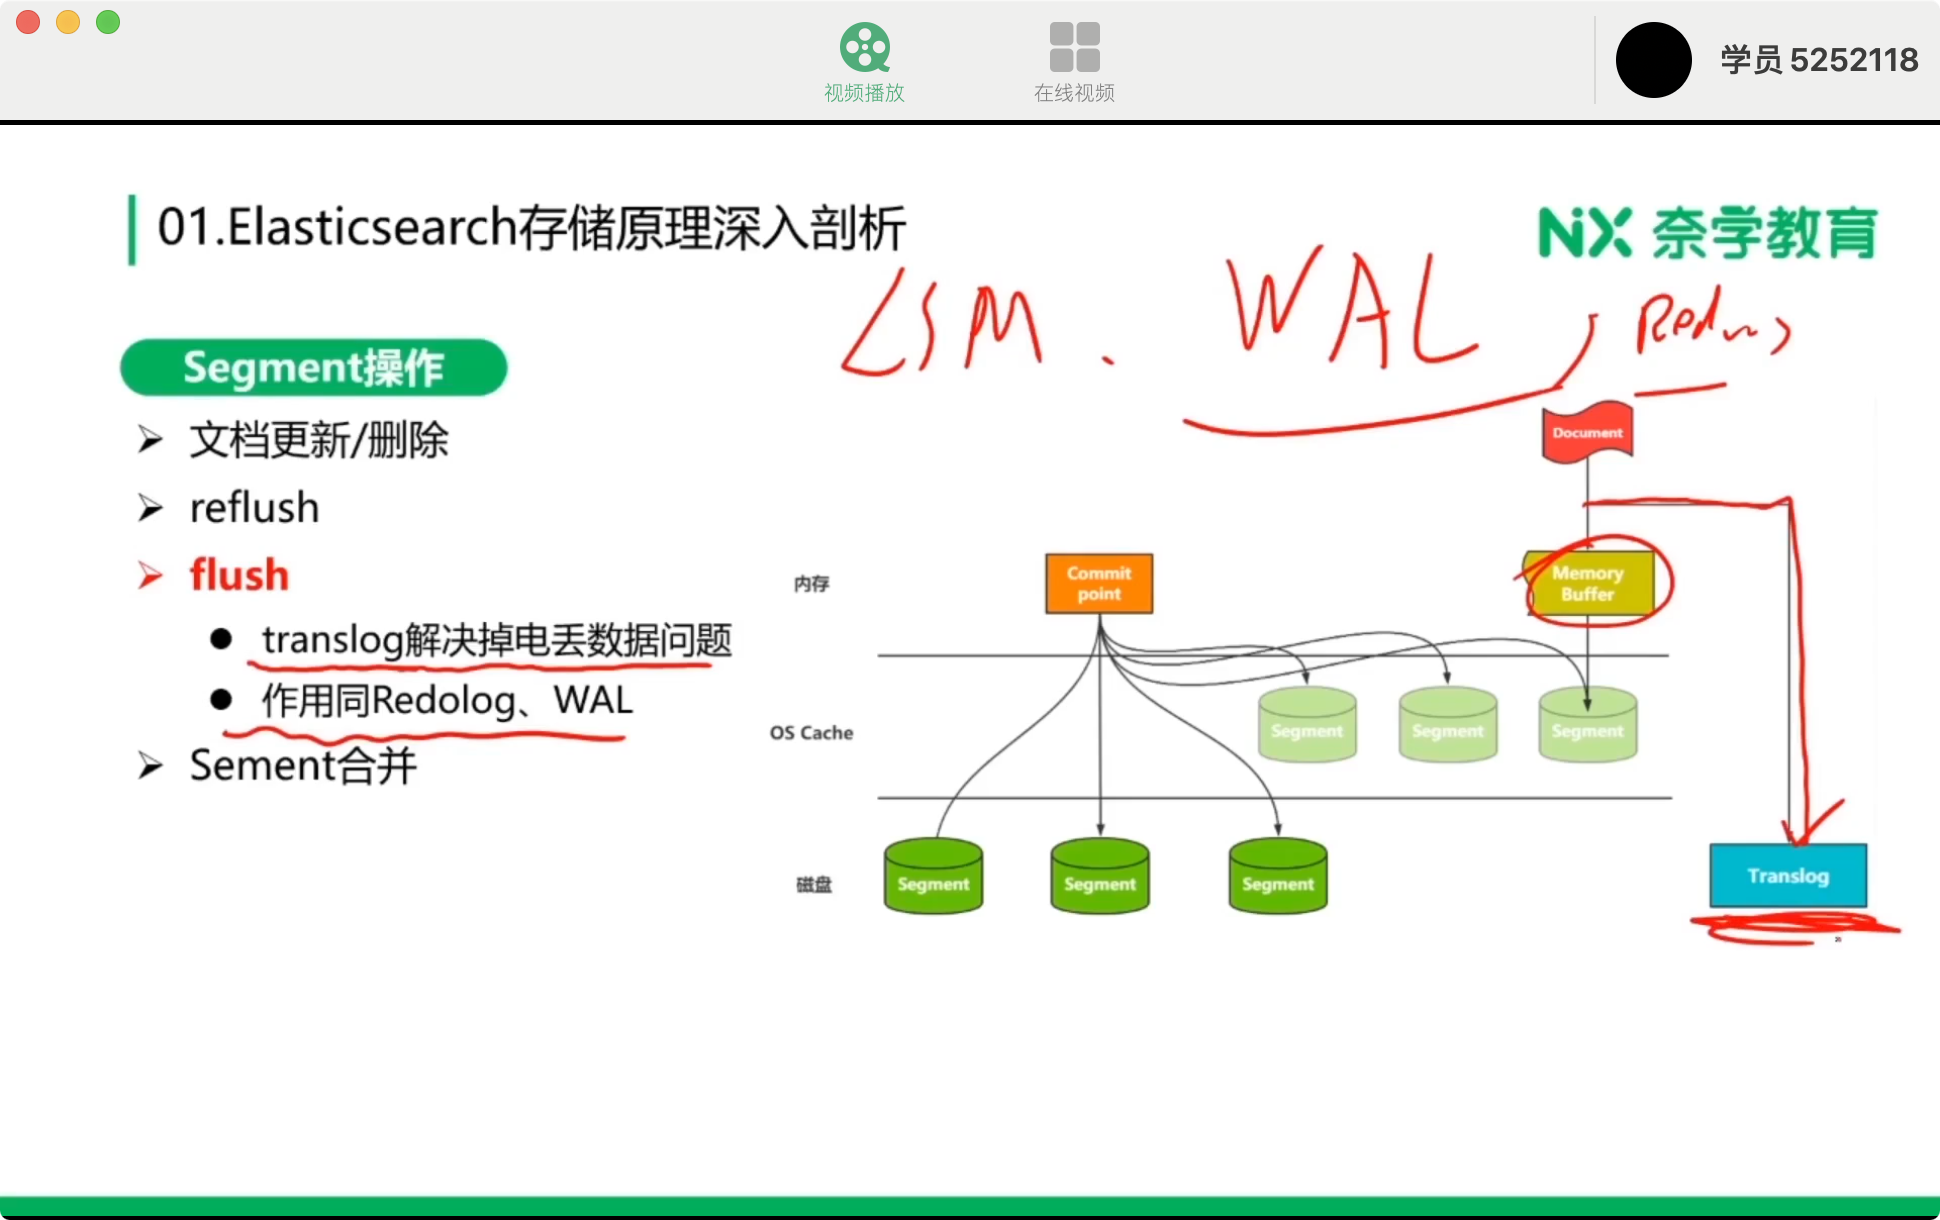 视频播放
在线视频
学员 5252118
01.Elasticsearch存储原理深入剖析
NX 奈学教育
LSM、WAL,
Segment操作
文档更新/删除
reflush
flush
translog解决掉电丢数据问题
作用同Redolog、WAL
Sement合并
Document
内存
Commit
point
Memory
Buffer
OS Cache
Segment
Segment
Segment
磁盘
Segment
Segment
Segment
Translog